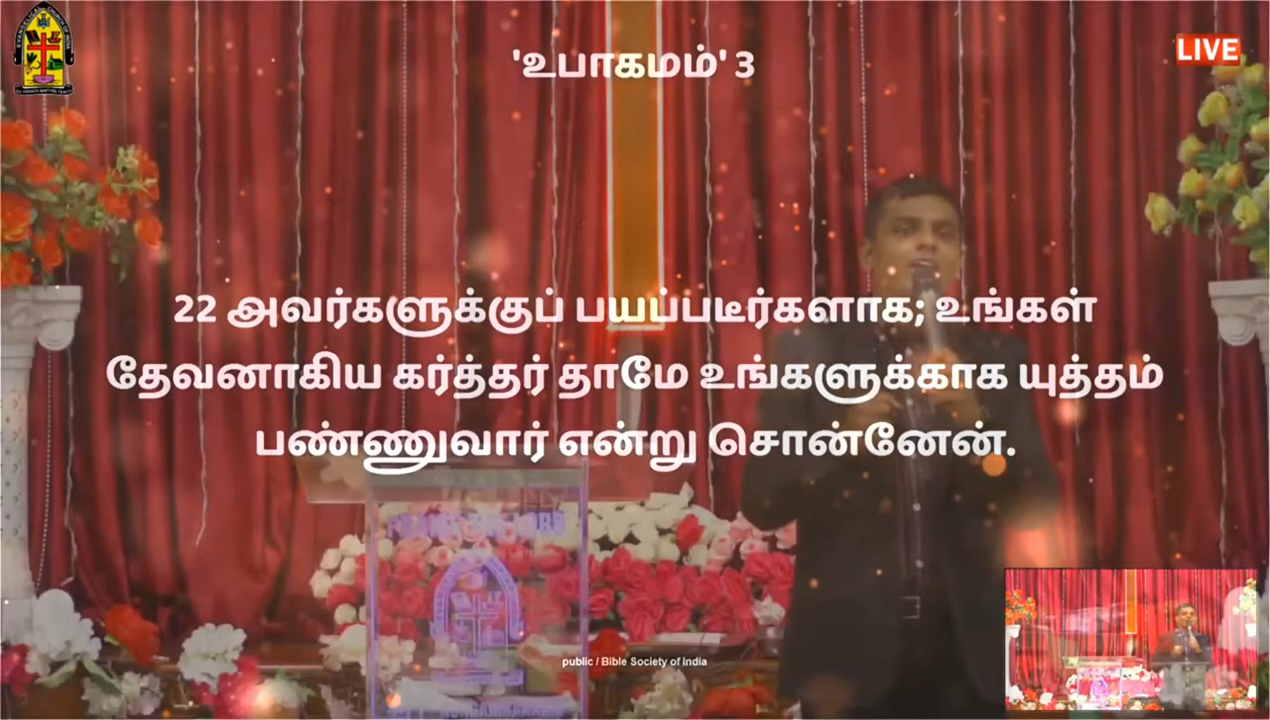 'உபாகமம்' 3
LIVE
22 அவர்களுக்குப் பயப்படீர்களாக; உங்கள்
தேவனாகிய கர்த்தர் தாமே உங்களுக்காக யுத்தம்
பண்ணுவார் என்று சொன்னேன்.
public / Bible Society of India